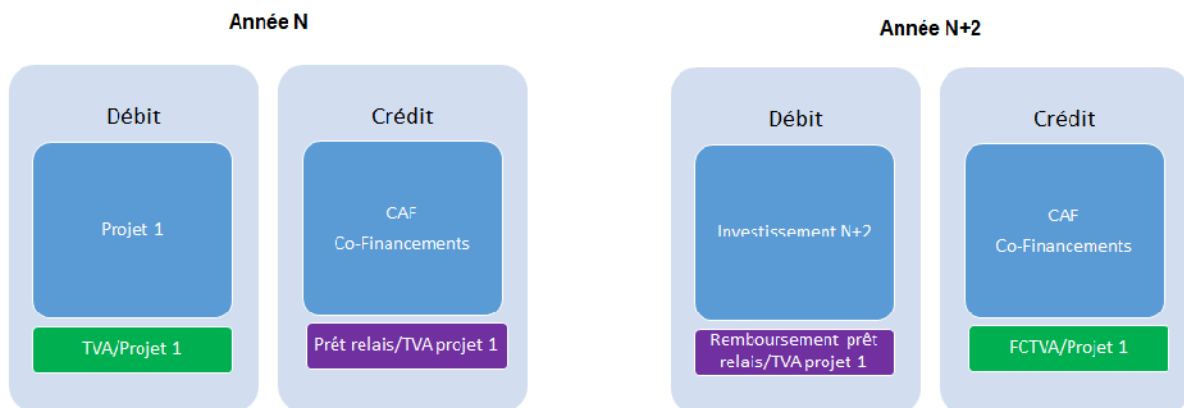 Année N
Débit
Projet 1
TVA/Projet 1
Crédit
CAF
Co-Financements
Prêt relais/TVA projet 1
Année N+2
Débit
Investissement N+2
Remboursement prêt
relais/TVA projet 1
Crédit
CAF
Co-Financements
FCTVA/Projet 1